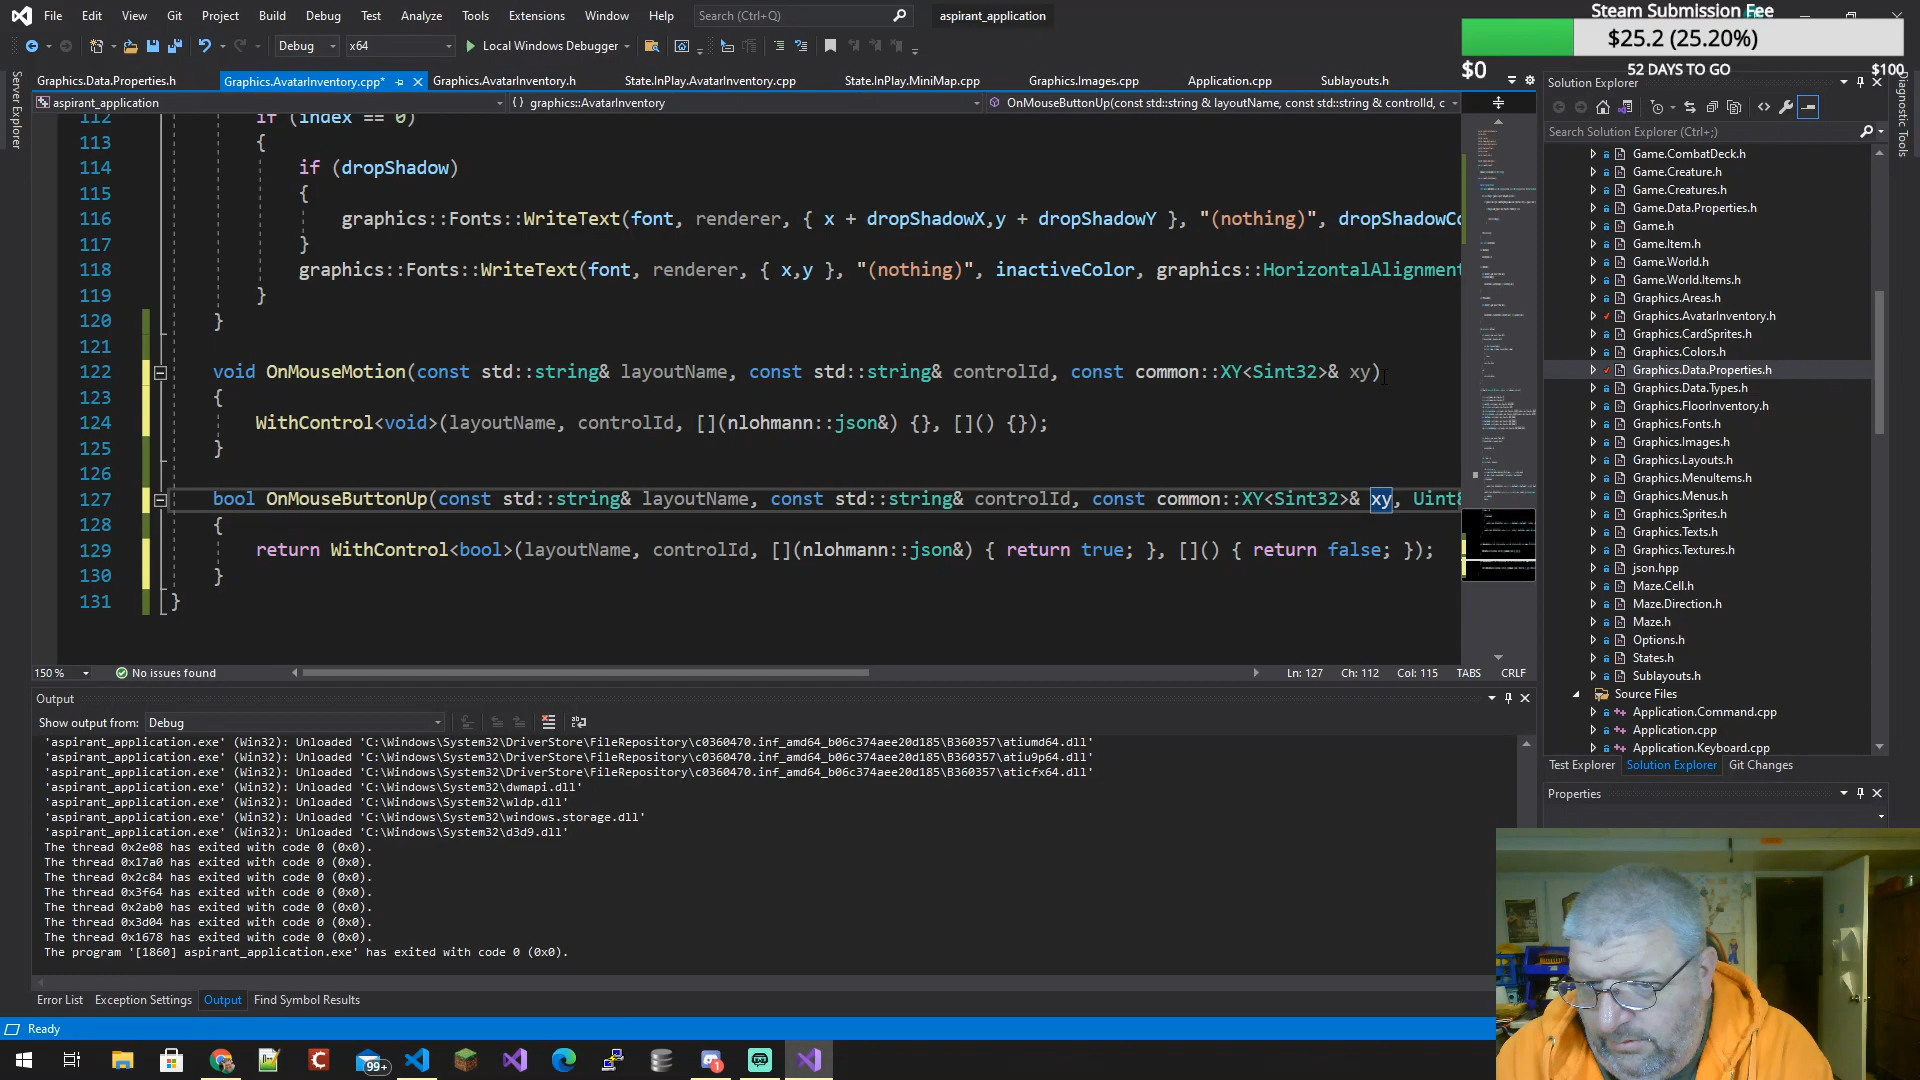 File Edit View Git Project Build Debug Test Analyze Tools Extensions Window Help Search (Ctrl+Q) aspirant_application
Steam Submission Fee
$25.2 (25.20%)
$0 52 DAYS TO GO $100
Debug x64 Local Windows Debugger
Server Explorer
Graphics.Data.Properties.h Graphics.AvatarInventory.cpp* Graphics.AvatarInventory.h State.InPlay.AvatarInventory.cpp State.InPlay.MiniMap.cpp Graphics.Images.cpp Application.cpp Sublayouts.h
aspirant_application {} graphics::AvatarInventory OnMouseButtonUp(const std::string & layoutName, const std::string & controlId, c
112 if (index == 0)
113 {
114 if (dropShadow)
115 {
116 graphics::Fonts::WriteText(font, renderer, { x + dropShadowX,y + dropShadowY }, "(nothing)", dropShadowCo
117 }
118 graphics::Fonts::WriteText(font, renderer, { x,y }, "(nothing)", inactiveColor, graphics::HorizontalAlignment
119 }
120 }
121
122 void OnMouseMotion(const std::string& layoutName, const std::string& controlId, const common::XY<Sint32>& xy)
123 {
124 WithControl<void>(layoutName, controlId, [](nlohmann::json&) {}, []() {});
125 }
126
127 bool OnMouseButtonUp(const std::string& layoutName, const std::string& controlId, const common::XY<Sint32>& xy, Uint8
128 {
129 return WithControl<bool>(layoutName, controlId, [](nlohmann::json&) { return true; }, []() { return false; });
130 }
131 }
150 % No issues found Ln: 127 Ch: 112 Col: 115 TABS CRLF
Output
Show output from: Debug
'aspirant_application.exe' (Win32): Unloaded 'C:\Windows\System32\DriverStore\FileRepository\c0360470.inf_amd64_b06c374aee20d185\B360357\atiumd64.dll'
'aspirant_application.exe' (Win32): Unloaded 'C:\Windows\System32\DriverStore\FileRepository\c0360470.inf_amd64_b06c374aee20d185\B360357\atiu9p64.dll'
'aspirant_application.exe' (Win32): Unloaded 'C:\Windows\System32\DriverStore\FileRepository\c0360470.inf_amd64_b06c374aee20d185\B360357\aticfx64.dll'
'aspirant_application.exe' (Win32): Unloaded 'C:\Windows\System32\dwmapi.dll'
'aspirant_application.exe' (Win32): Unloaded 'C:\Windows\System32\wldp.dll'
'aspirant_application.exe' (Win32): Unloaded 'C:\Windows\System32\windows.storage.dll'
'aspirant_application.exe' (Win32): Unloaded 'C:\Windows\System32\d3d9.dll'
The thread 0x2e08 has exited with code 0 (0x0).
The thread 0x17a0 has exited with code 0 (0x0).
The thread 0x2c84 has exited with code 0 (0x0).
The thread 0x3f64 has exited with code 0 (0x0).
The thread 0x2ab0 has exited with code 0 (0x0).
The thread 0x3d04 has exited with code 0 (0x0).
The thread 0x1678 has exited with code 0 (0x0).
The program '[1860] aspirant_application.exe' has exited with code 0 (0x0).
Error List Exception Settings Output Find Symbol Results
Ready
Solution Explorer
Search Solution Explorer (Ctrl+;)
Game.CombatDeck.h
Game.Creature.h
Game.Creatures.h
Game.Data.Properties.h
Game.h
Game.Item.h
Game.World.h
Game.World.Items.h
Graphics.Areas.h
Graphics.AvatarInventory.h
Graphics.CardSprites.h
Graphics.Colors.h
Graphics.Data.Properties.h
Graphics.Data.Types.h
Graphics.FloorInventory.h
Graphics.Fonts.h
Graphics.Images.h
Graphics.Layouts.h
Graphics.MenuItems.h
Graphics.Menus.h
Graphics.Sprites.h
Graphics.Texts.h
Graphics.Textures.h
json.hpp
Maze.Cell.h
Maze.Direction.h
Maze.h
Options.h
States.h
Sublayouts.h
Source Files
Application.Command.cpp
Application.cpp
Application.Keyboard.cpp
Test Explorer Solution Explorer Git Changes
Properties
Diagnostic Tools
99+
1